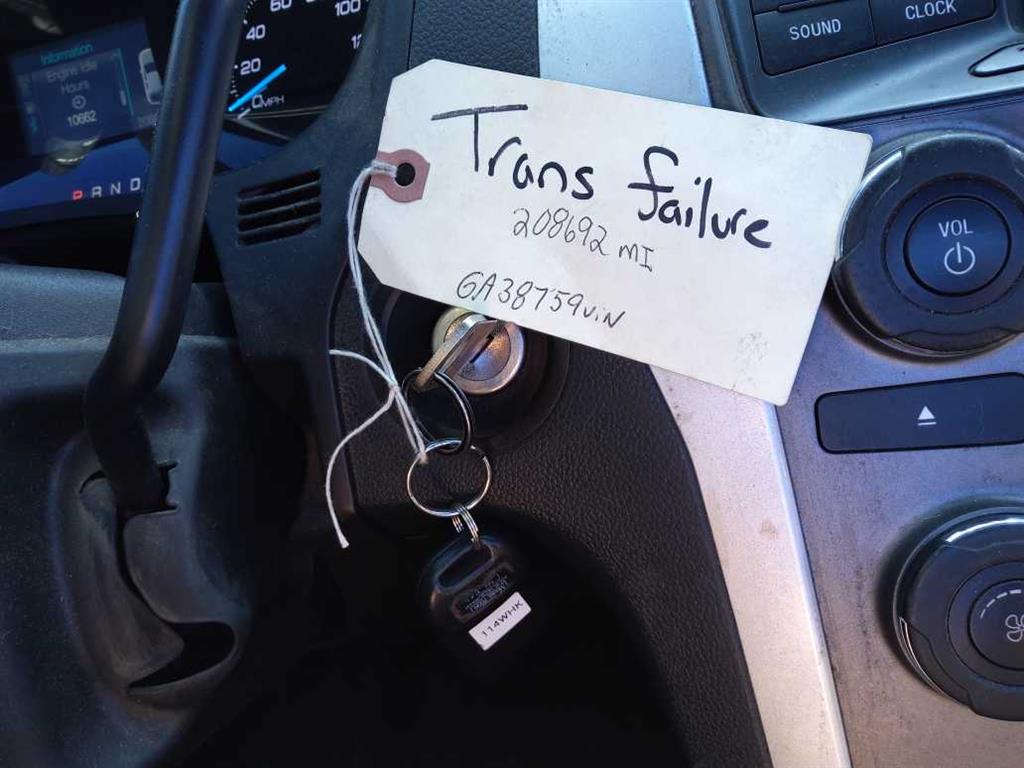 Information
Engine Idle
Hours
10662
60
100
40
20
0 MPH
P R N D
SOUND
CLOCK
Trans failure
208692 MI
GA38759 VIN
VOL
114WHK